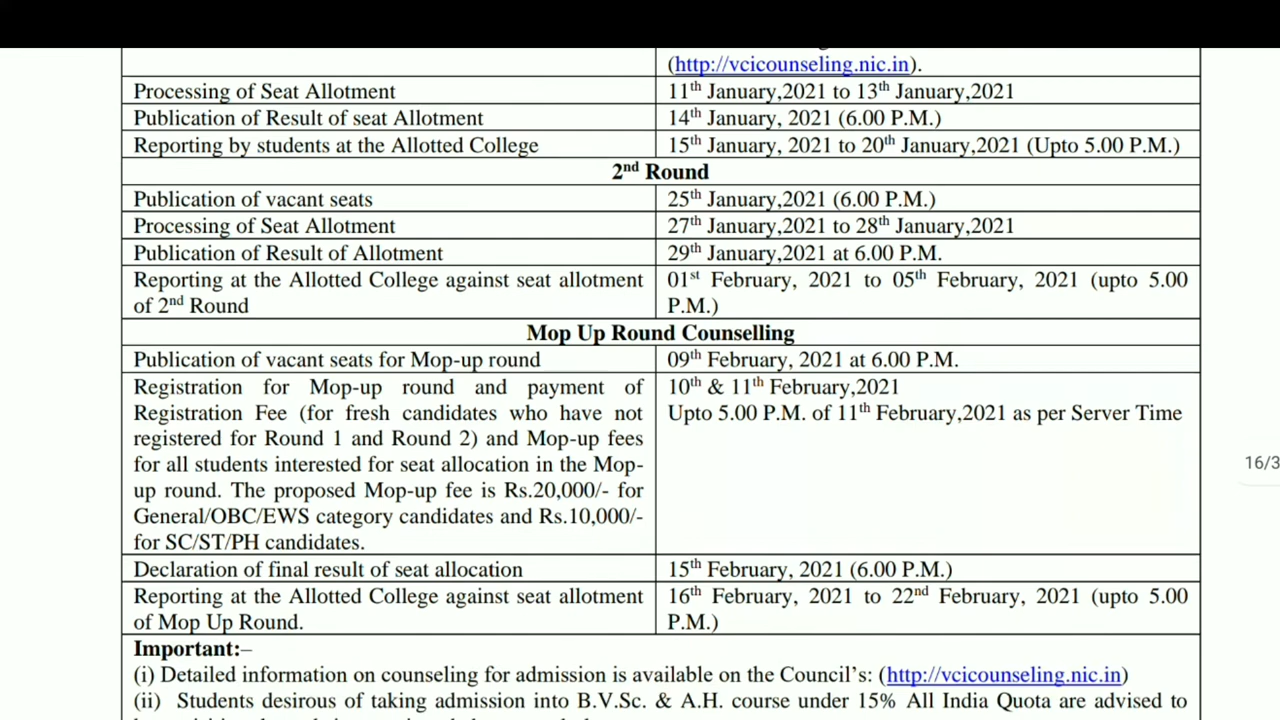 (http://vcicounseling.nic.in).
Processing of Seat Allotment 11th January,2021 to 13th January,2021
Publication of Result of seat Allotment 14th January, 2021 (6.00 P.M.)
Reporting by students at the Allotted College 15th January, 2021 to 20th January,2021 (Upto 5.00 P.M.)
2nd Round
Publication of vacant seats 25th January,2021 (6.00 P.M.)
Processing of Seat Allotment 27th January,2021 to 28th January,2021
Publication of Result of Allotment 29th January,2021 at 6.00 P.M.
Reporting at the Allotted College against seat allotment
of 2nd Round
01st February, 2021 to 05th February, 2021 (upto 5.00
P.M.)
Mop Up Round Counselling
Publication of vacant seats for Mop-up round 09th February, 2021 at 6.00 P.M.
Registration for Mop-up round and payment of
Registration Fee (for fresh candidates who have not
registered for Round 1 and Round 2) and Mop-up fees
for all students interested for seat allocation in the Mop-
up round. The proposed Mop-up fee is Rs.20,000/- for
General/OBC/EWS category candidates and Rs.10,000/-
for SC/ST/PH candidates.
10th & 11th February,2021
Upto 5.00 P.M. of 11th February,2021 as per Server Time
16/3
Declaration of final result of seat allocation 15th February, 2021 (6.00 P.M.)
Reporting at the Allotted College against seat allotment
of Mop Up Round.
16th February, 2021 to 22nd February, 2021 (upto 5.00
P.M.)
Important:–
(i) Detailed information on counseling for admission is available on the Council's: (http://vcicounseling.nic.in)
(ii) Students desirous of taking admission into B.V.Sc. & A.H. course under 15% All India Quota are advised to